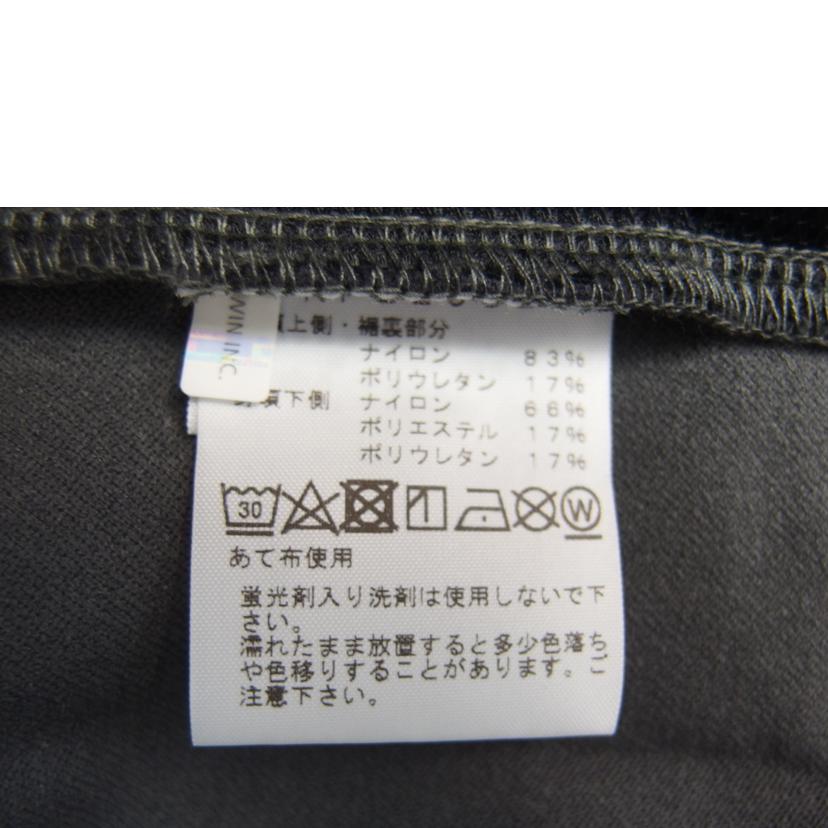 WIN INC.
上側・裾裏部分
ナイロン 83%
ポリウレタン 17%
下側 ナイロン 66%
ポリエステル 17%
ポリウレタン 17%
30 W
あて布使用
蛍光剤入り洗剤は使用しないで下
さい。
濡れたまま放置すると多少色落ち
や色移りすることがあります。ご
注意下さい。